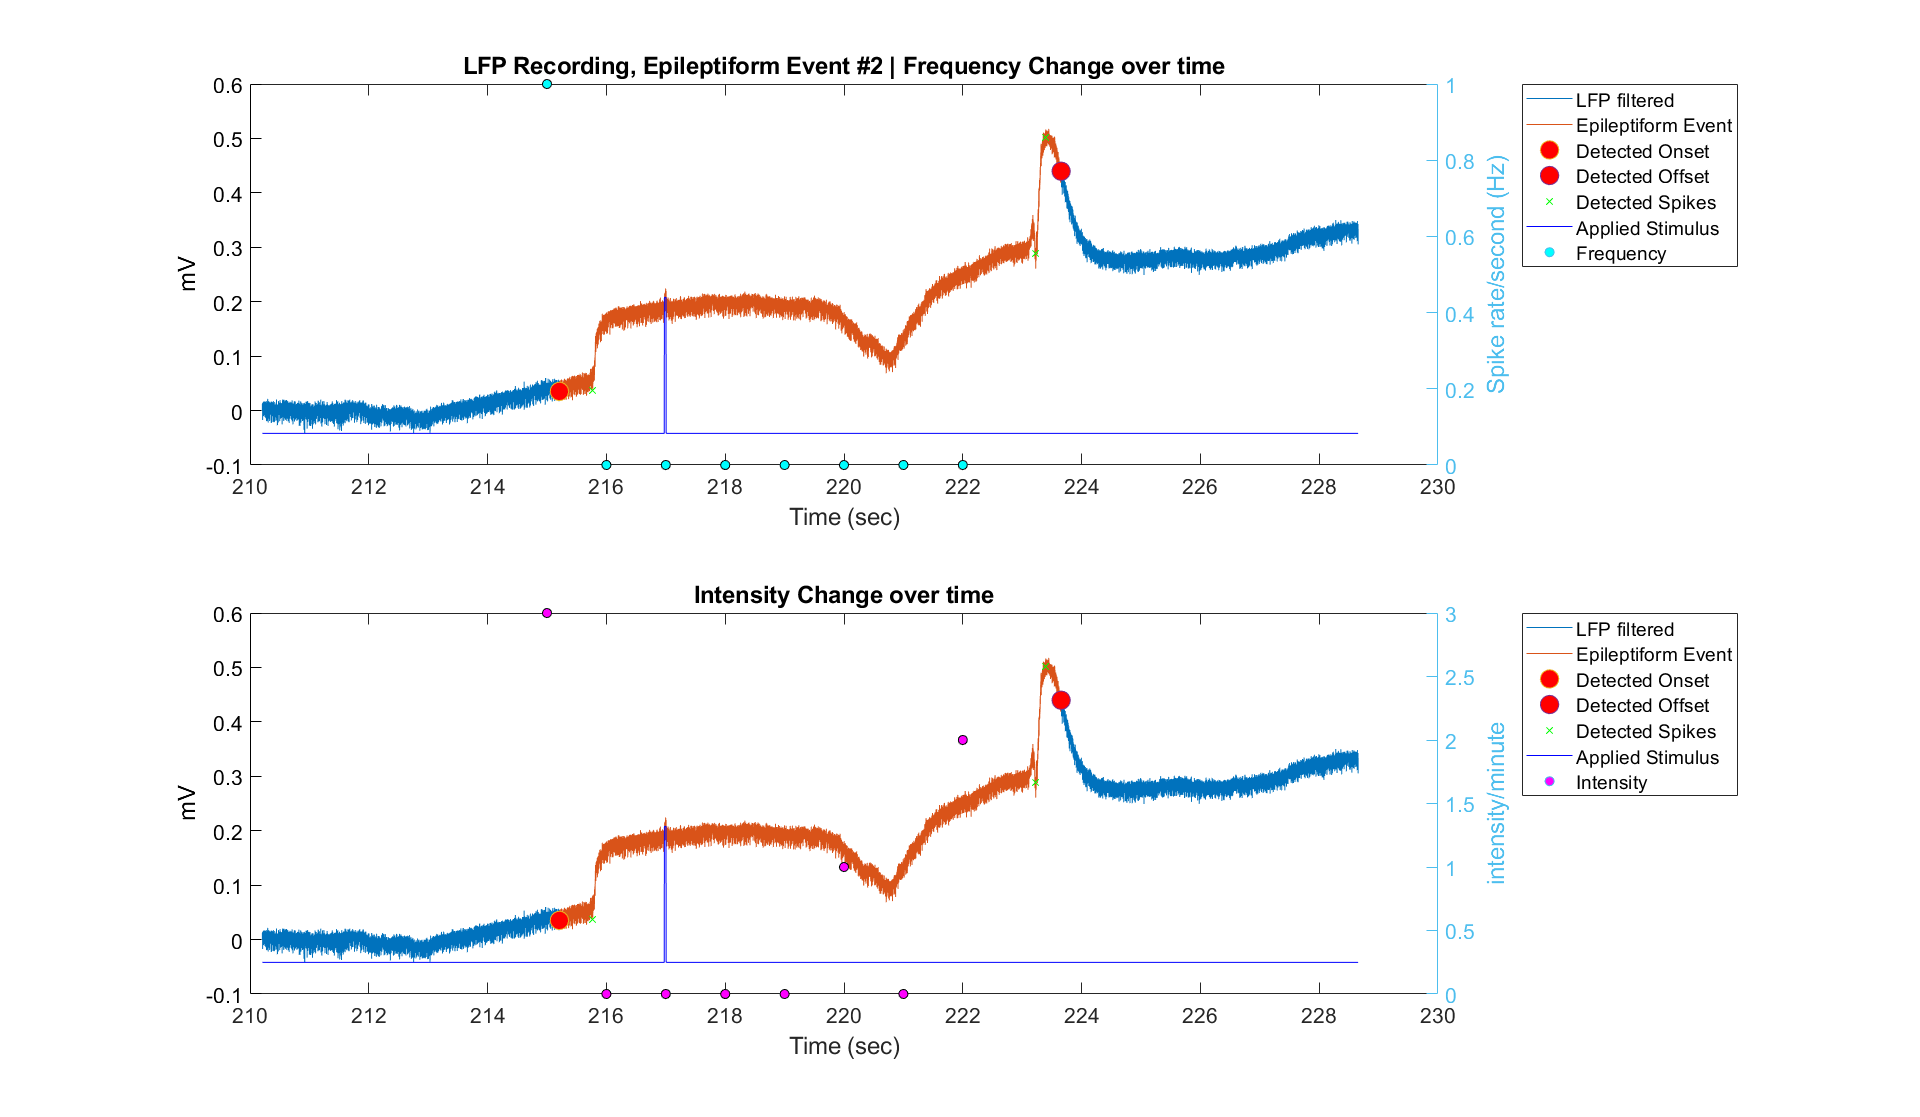 LFP Recording, Epileptiform Event #2 | Frequency Change over time
0.6
0.5
0.4
0.3
0.2
0.1
0
-0.1
mV
210 212 214 216 218 220 222 224 226 228 230
Time (sec)
1
0.8
0.6
0.4
0.2
0
Spike rate/second (Hz)
LFP filtered
Epileptiform Event
Detected Onset
Detected Offset
Detected Spikes
Applied Stimulus
Frequency
Intensity Change over time
0.6
0.5
0.4
0.3
0.2
0.1
0
-0.1
mV
210 212 214 216 218 220 222 224 226 228 230
Time (sec)
3
2.5
2
1.5
1
0.5
0
intensity/minute
LFP filtered
Epileptiform Event
Detected Onset
Detected Offset
Detected Spikes
Applied Stimulus
Intensity